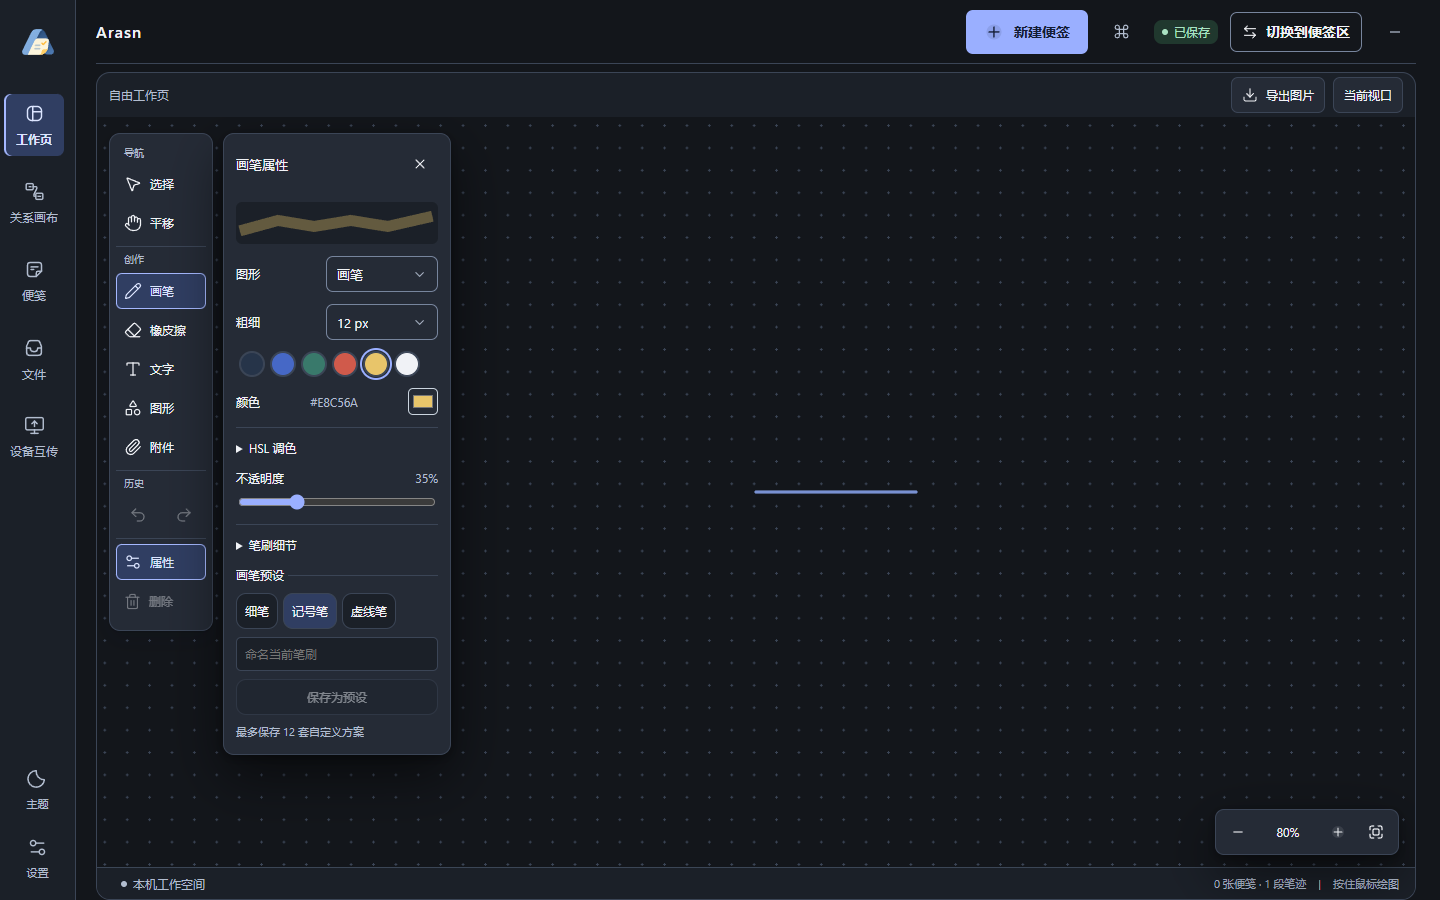 Arasn
新建便签
已保存
切换到便签区
工作页
关系画布
便笺
文件
设备互传
主题
设置
自由工作页
导出图片
当前视口
导航
选择
平移
创作
画笔
橡皮擦
文字
图形
附件
历史
属性
删除
画笔属性
图形
画笔
粗细
12 px
颜色
#E8C56A
HSL 调色
不透明度
35%
笔刷细节
画笔预设
细笔
记号笔
虚线笔
命名当前笔刷
保存为预设
最多保存 12 套自定义方案
80%
本机工作空间
0 张便笺 · 1 段笔迹 | 按住鼠标绘图